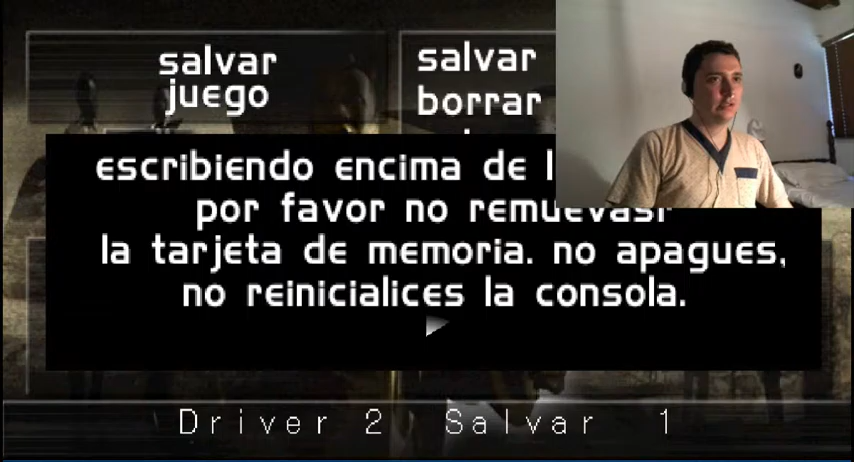 salvar
juego
salvar
borrar
escribiendo encima de l
por favor no remuevas
la tarjeta de memoria. no apagues,
no reinicialices la consola.
Driver 2 Salvar 1